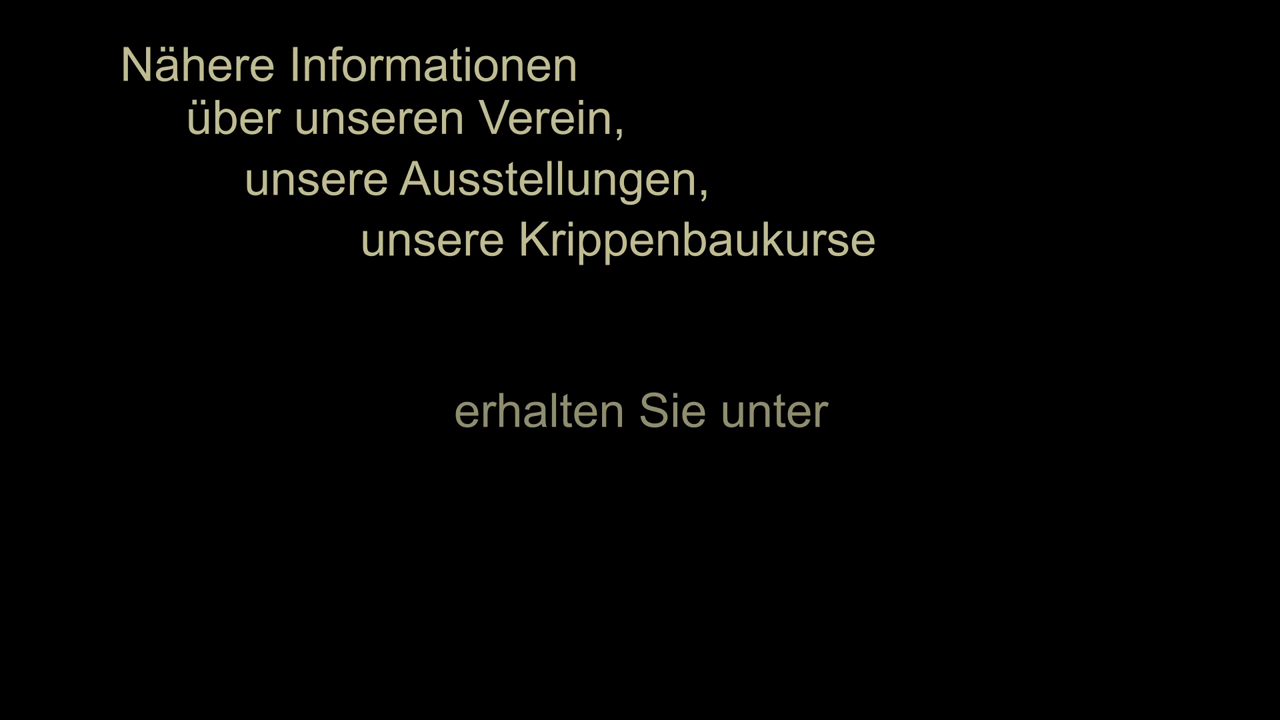 Nähere Informationen
über unseren Verein,
unsere Ausstellungen,
unsere Krippenbaukurse
erhalten Sie unter